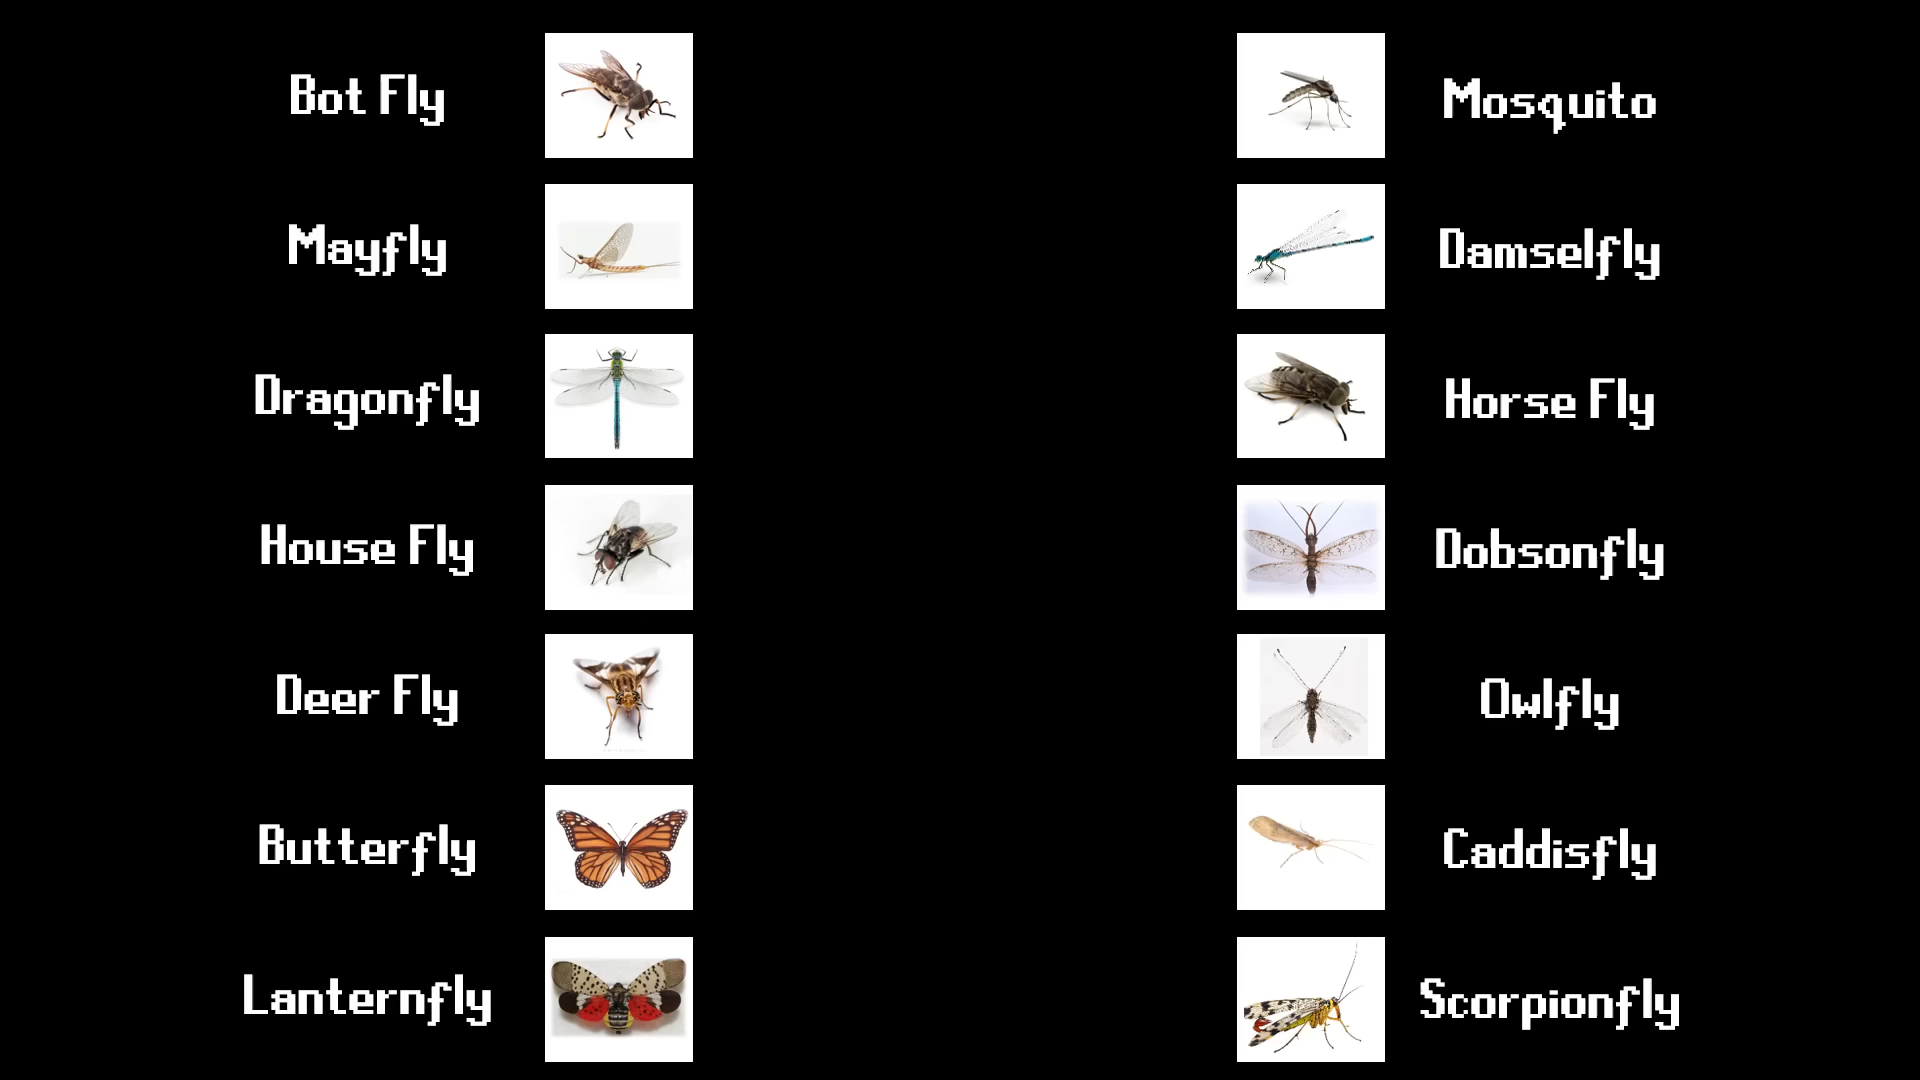 Bot Fly
Mayfly
Dragonfly
House Fly
Deer Fly
Butterfly
Lanternfly
Mosquito
Damselfly
Horse Fly
Dobsonfly
Owlfly
Caddisfly
Scorpionfly